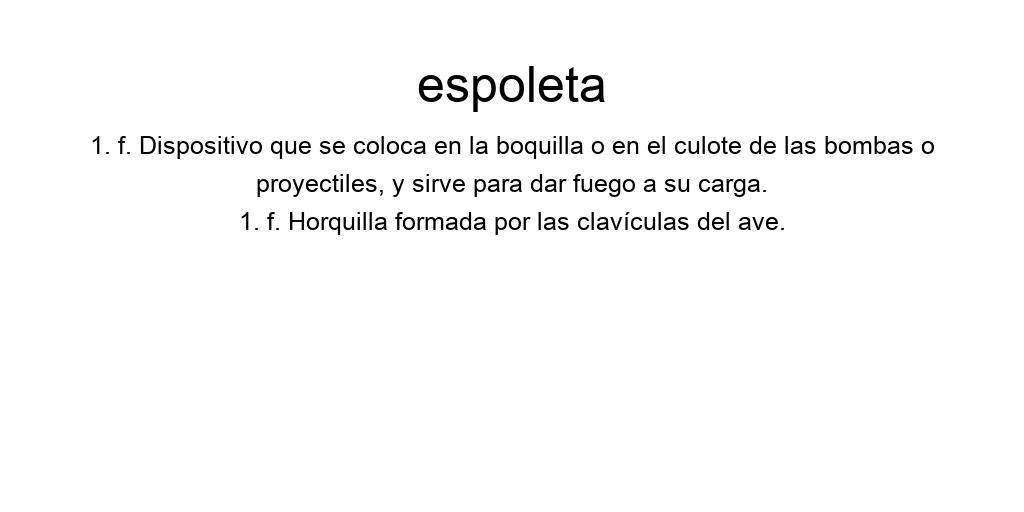 espoleta
1. f. Dispositivo que se coloca en la boquilla o en el culote de las bombas o
proyectiles, y sirve para dar fuego a su carga.
1. f. Horquilla formada por las clavículas del ave.